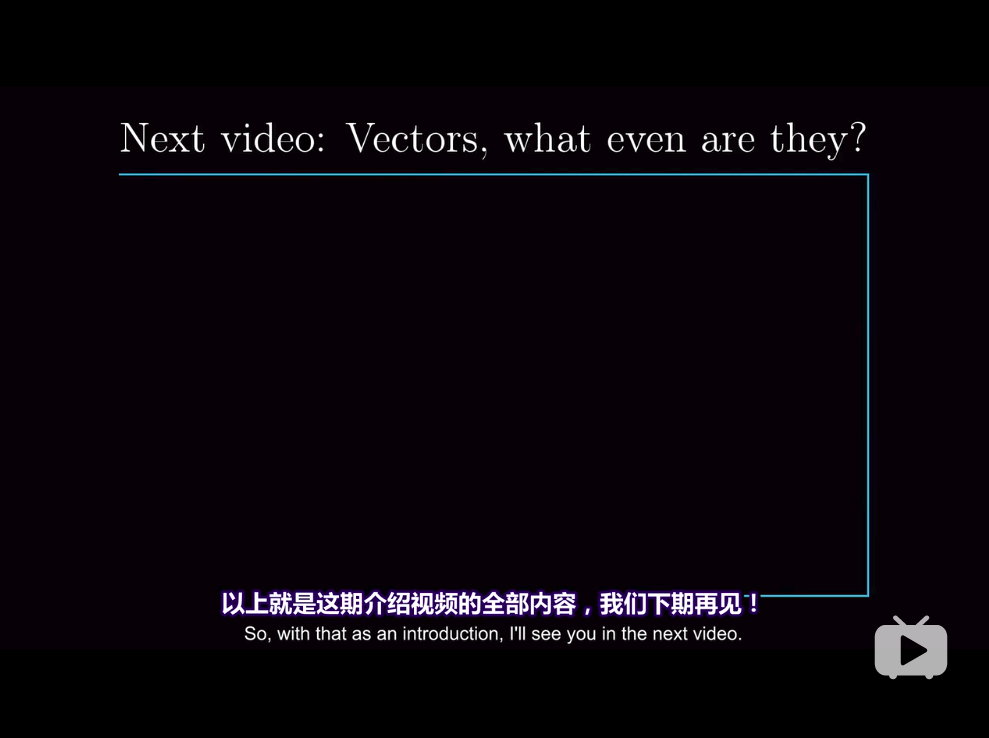 Next video: Vectors, what even are they?
以上就是这期介绍视频的全部内容，我们下期再见！
So, with that as an introduction, I'll see you in the next video.